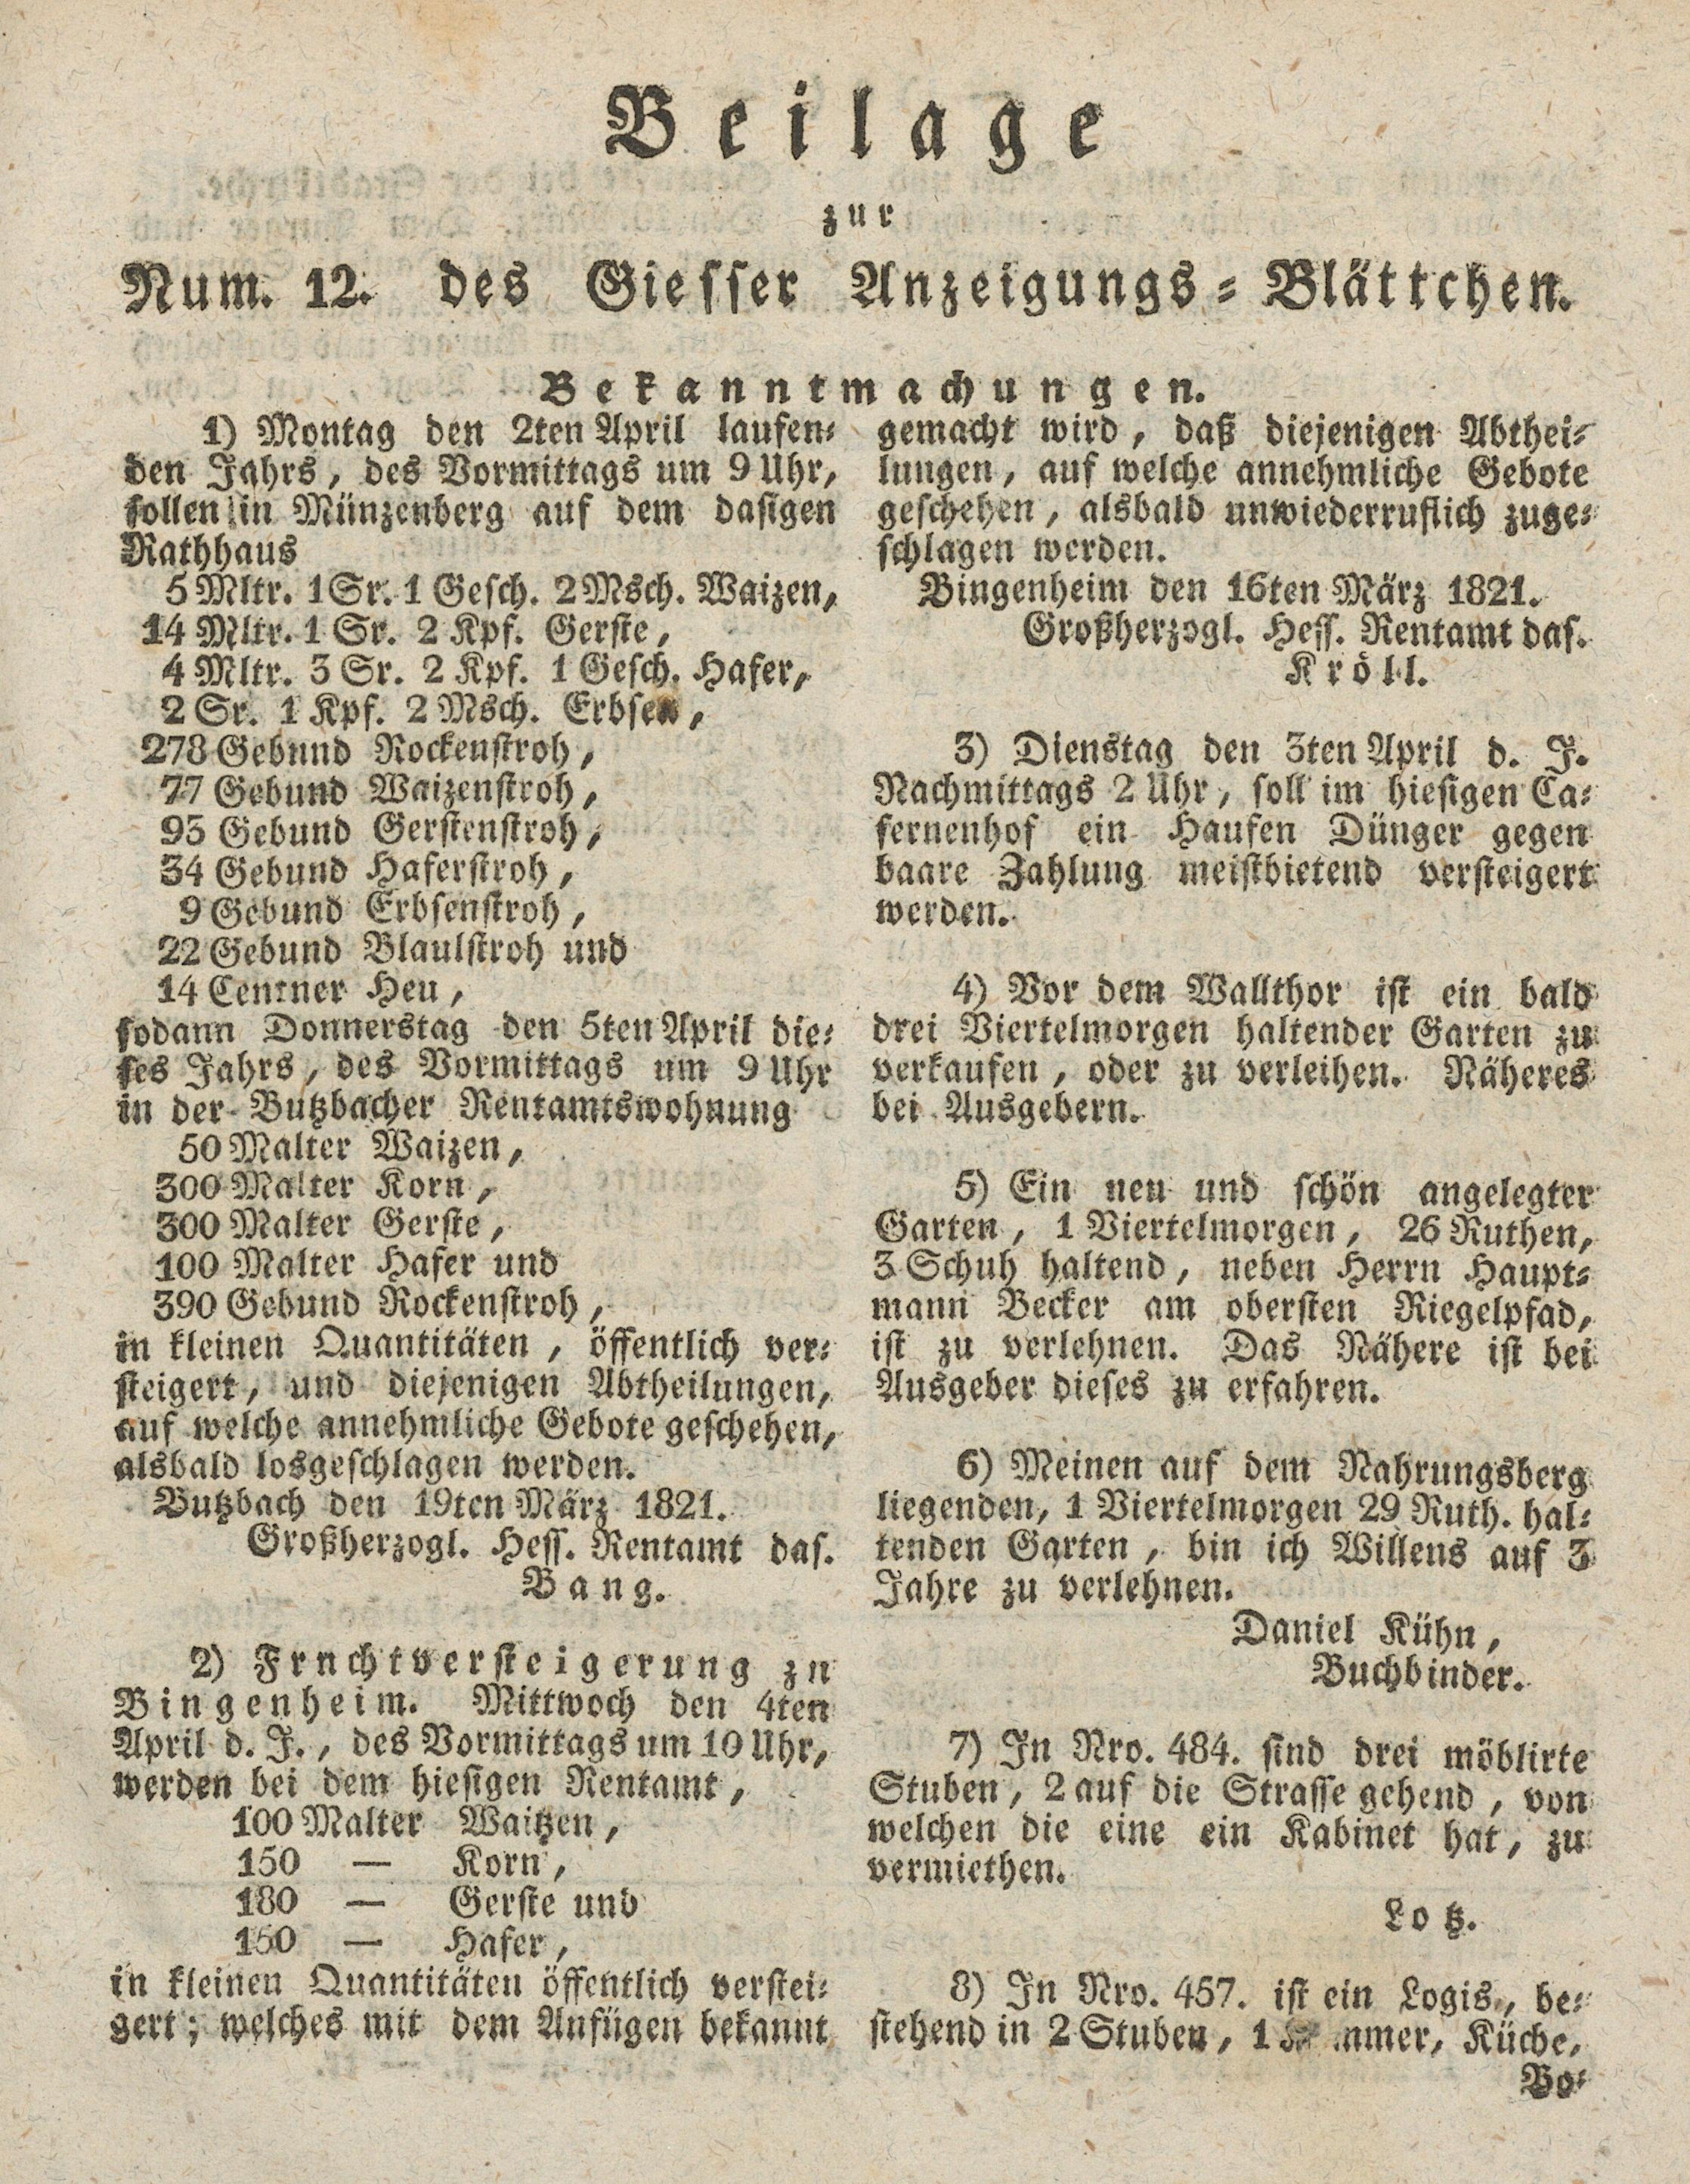 Beilage
zur
Num. 12. des Giesser Anzeigungs-Blättchen.
Bekanntmachungen.
1) Montag den 2ten April laufen-
den Jahrs, des Vormittags um 9 Uhr,
sollen in Münzenberg auf dem dasigen
Rathhaus
5 Mltr. 1 Sr. 1 Gesch. 2 Msch. Waizen,
14 Mltr. 1 Sr. 2 Kpf. Gerste,
4 Mltr. 3 Sr. 2 Kpf. 1 Gesch. Hafer,
2 Sr. 1 Kpf. 2 Msch. Erbsen,
278 Gebnnd Rockenstroh,
77 Gebund Waizenstroh,
93 Gebund Gerstenstroh,
34 Gebund Haferstroh,
9 Gebund Erbsenstroh,
22 Gebund Blaulstroh und
14 Centner Heu,
sodann Donnerstag den 5ten April die-
ses Jahrs, des Vormittags um 9 Uhr
in der Butzbacher Rentamtswohnung
50 Malter Waizen,
300 Malter Korn,
300 Malter Gerste,
100 Malter Hafer und
390 Gebund Rockenstroh,
in kleinen Quantitäten, öffentlich ver-
steigert, und diejenigen Abtheilungen,
auf welche annehmliche Gebote geschehen,
alsbald losgeschlagen werden.
Butzbach den 19ten März 1821.
Großherzogl. Hess. Rentamt das.
Bang.
2) Frnchtversteigerung zn
Bingenheim. Mittwoch den 4ten
April d. J., des Vormittags um 10 Uhr,
werden bei dem hiesigen Rentamt,
100 Malter Waitzen,
150 — Korn,
180 — Gerste und
150 — Hafer,
in kleinen Quantitäten öffentlich verstei-
gert; welches mit dem Anfügen bekannt
gemacht wird, daß diejenigen Abthei-
lungen, auf welche annehmliche Gebote
geschehen, alsbald unwiederruflich zuge-
schlagen werden.
Bingenheim den 16ten März 1821.
Großherzogl. Hess. Rentamt das.
Kröll.
3) Dienstag den 3ten April d. J.
Nachmittags 2 Uhr, soll im hiesigen Ca-
sernenhof ein Haufen Dünger gegen
baare Zahlung meistbietend versteigert
werden.
4) Vor dem Wallthor ist ein bald
drei Viertelmorgen haltender Garten zu
verkaufen, oder zu verleihen. Näheres
bei Ausgebern.
5) Ein neu und schön angelegter
Garten, 1 Viertelmorgen, 26 Ruthen,
3 Schuh haltend, neben Herrn Haupt-
mann Becker am obersten Riegelpfad,
ist zu verlehnen. Das Nähere ist bei
Ausgeber dieses zu erfahren.
6) Meinen auf dem Nahrungsberg
liegenden, 1 Viertelmorgen 29 Ruth. hal-
tenden Garten, bin ich Willens auf 3
Jahre zu verlehnen.
Daniel Kühn,
Buchbinder.
7) In Nro. 484. sind drei möblirte
Stuben, 2 auf die Strasse gehend, von
welchen die eine ein Kabinet hat, zu
vermiethen.
Lotz.
8) In Nro. 457. ist ein Logis, be-
stehend in 2 Stuben, 1 Kammer, Küche,
Bo-